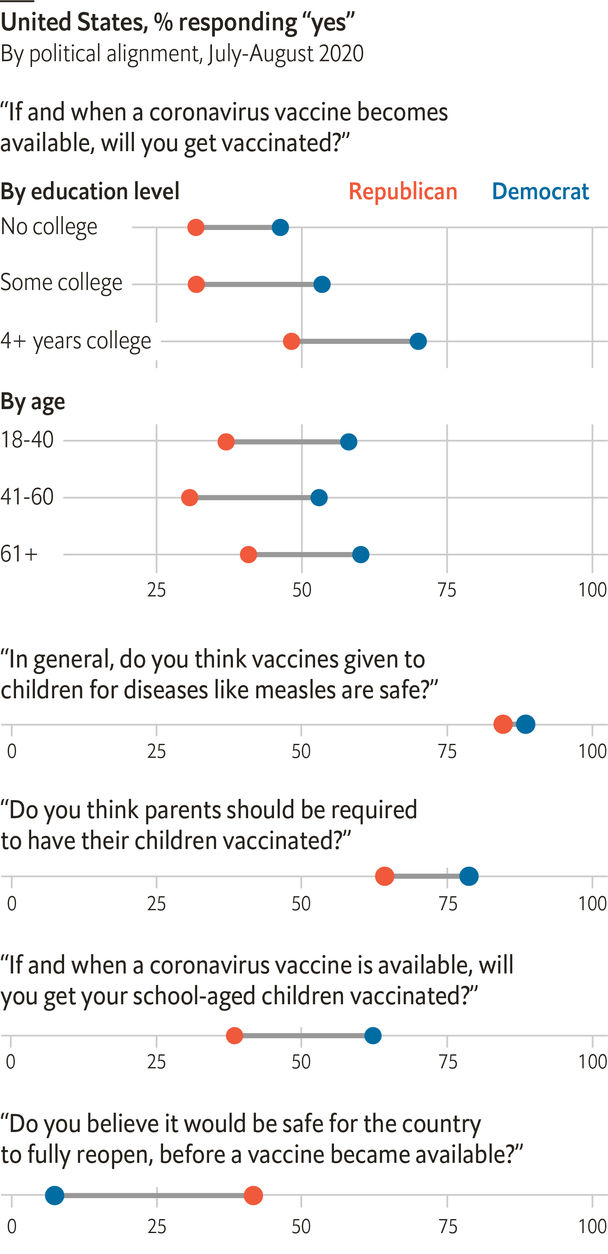 United States, % responding “yes”
By political alignment, July-August 2020
“If and when a coronavirus vaccine becomes
available, will you get vaccinated?”
By education level Republican Democrat
No college
Some college
4+ years college
By age
18-40
41-60
61+
25 50 75 100
“In general, do you think vaccines given to
children for diseases like measles are safe?”
0 25 50 75 100
“Do you think parents should be required
to have their children vaccinated?”
0 25 50 75 100
“If and when a coronavirus vaccine is available, will
you get your school-aged children vaccinated?”
0 25 50 75 100
“Do you believe it would be safe for the country
to fully reopen, before a vaccine became available?”
0 25 50 75 100